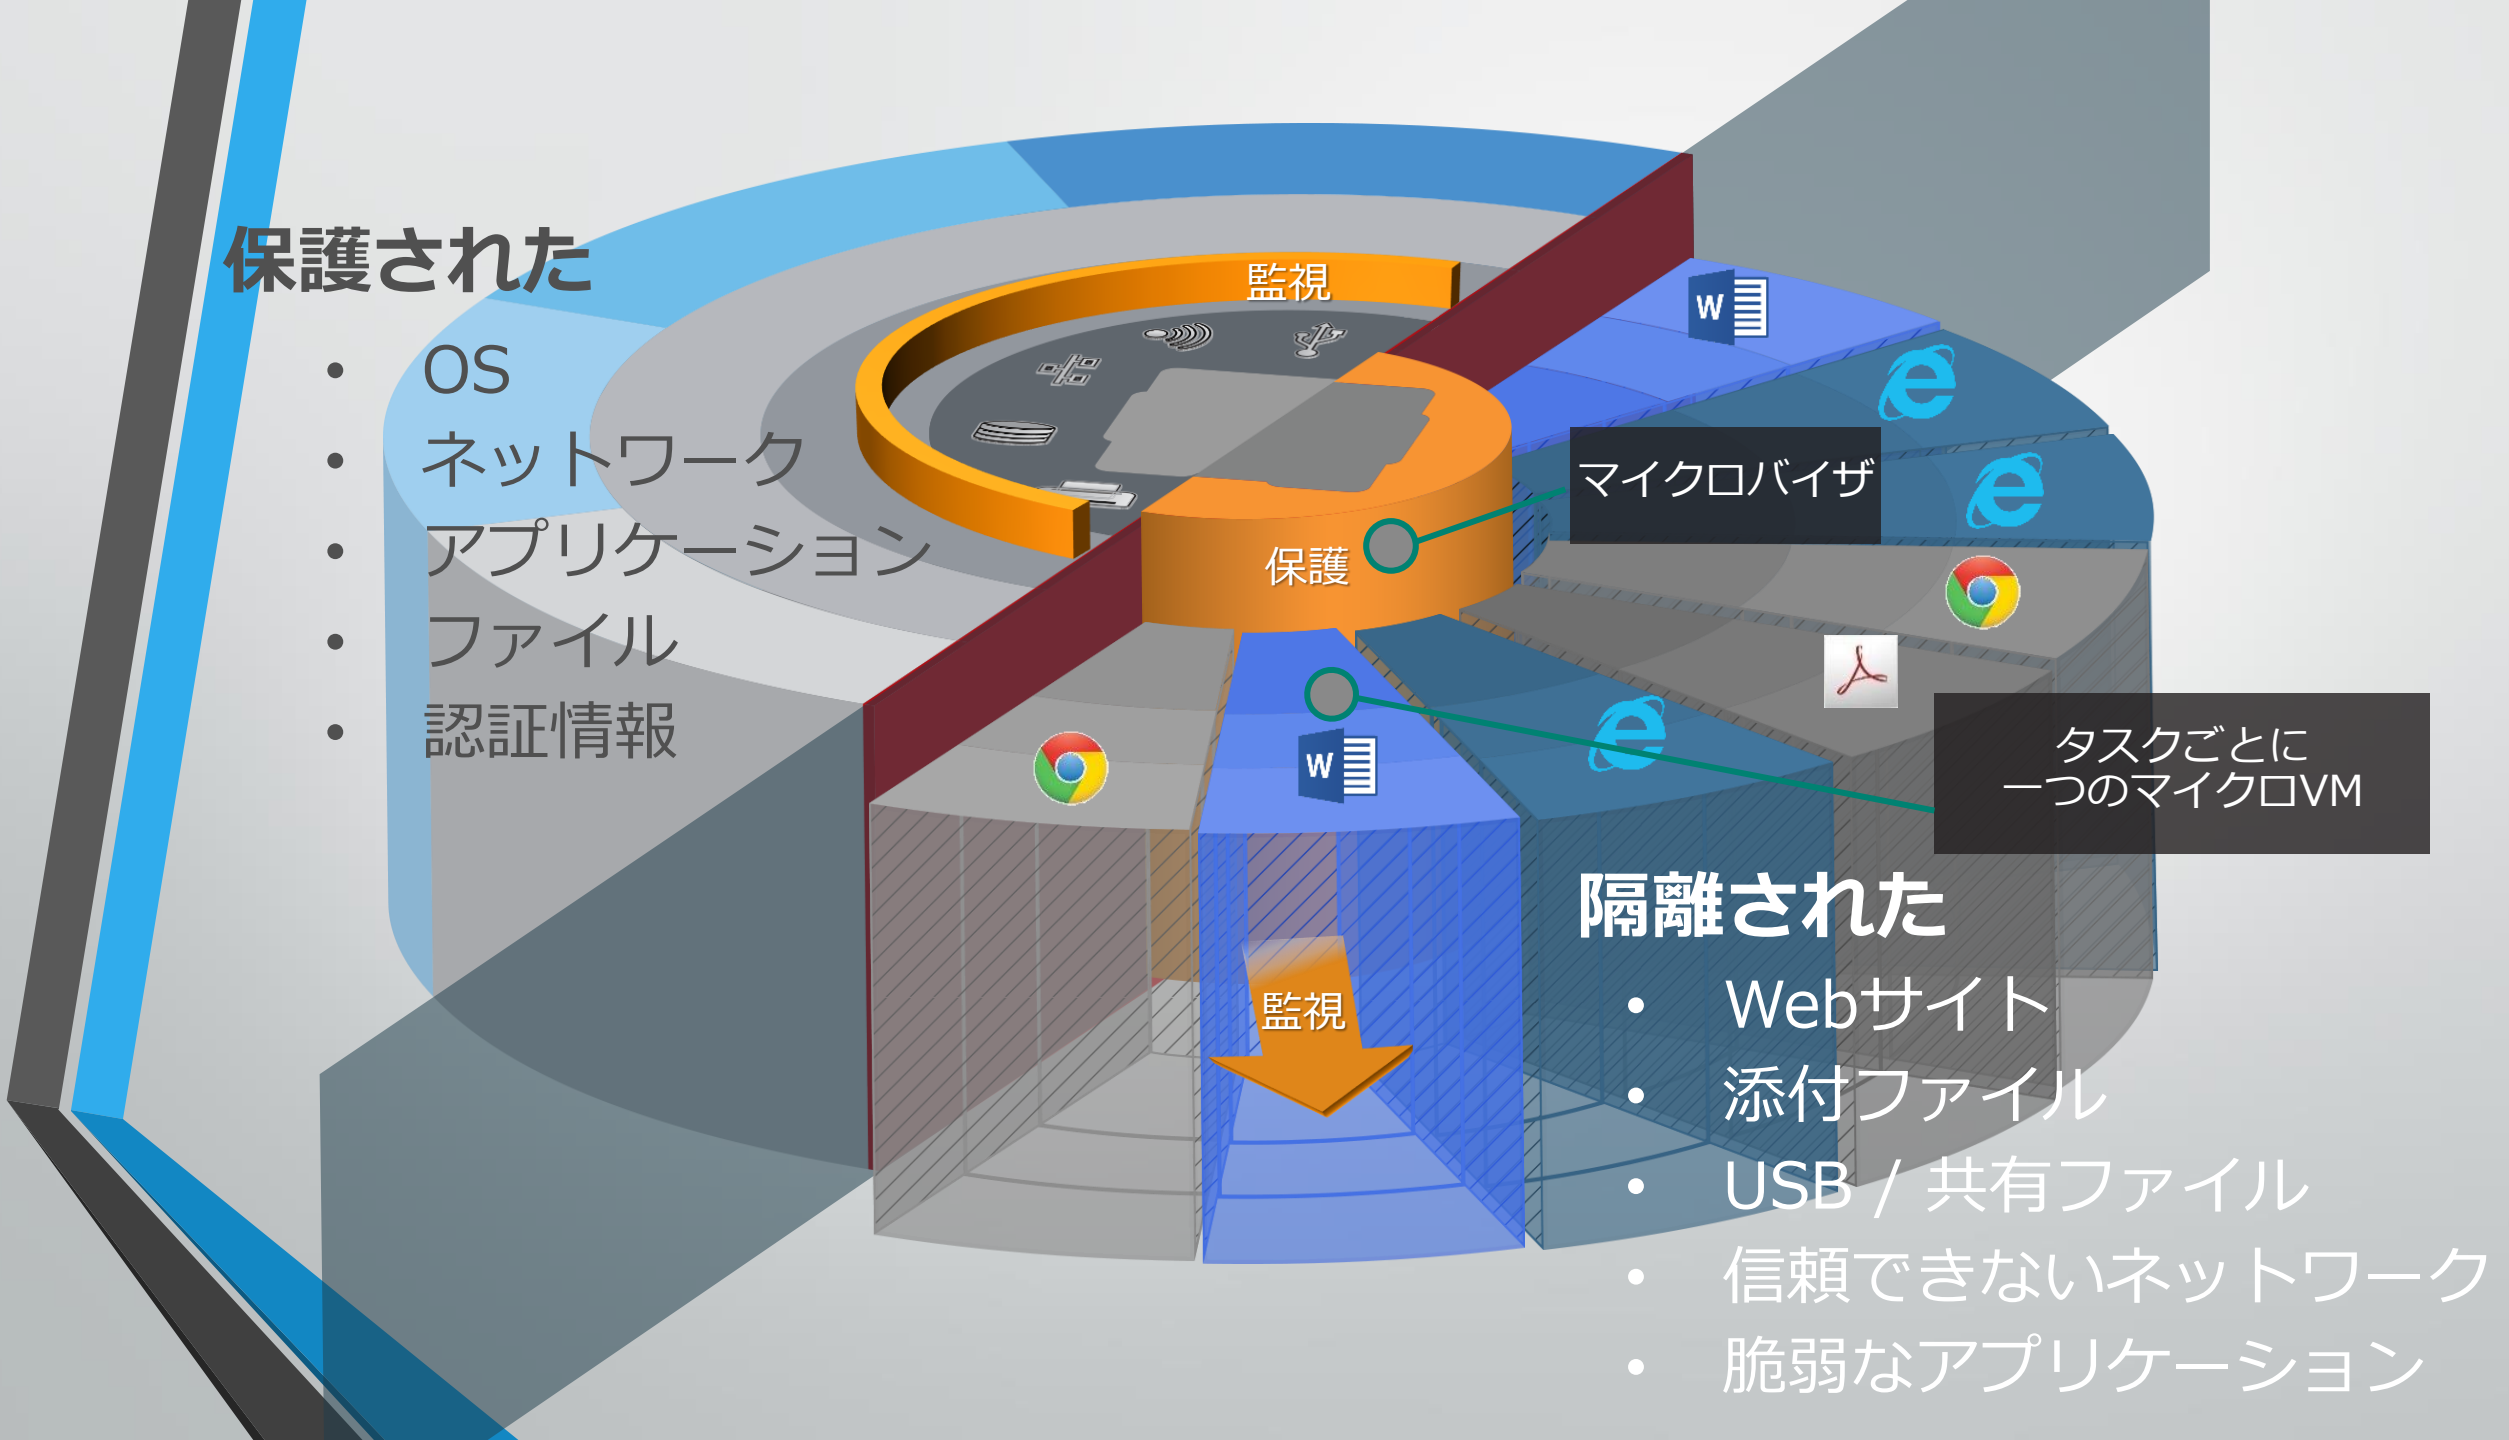 保護された
• OS
• ネットワーク
• アプリケーション
• ファイル
• 認証情報
監視
保護
マイクロバイザ
W
W
タスクごとに
一つのマイクロVM
監視
隔離された
• Webサイト
• 添付ファイル
• USB / 共有ファイル
• 信頼できないネットワーク
• 脆弱なアプリケーション